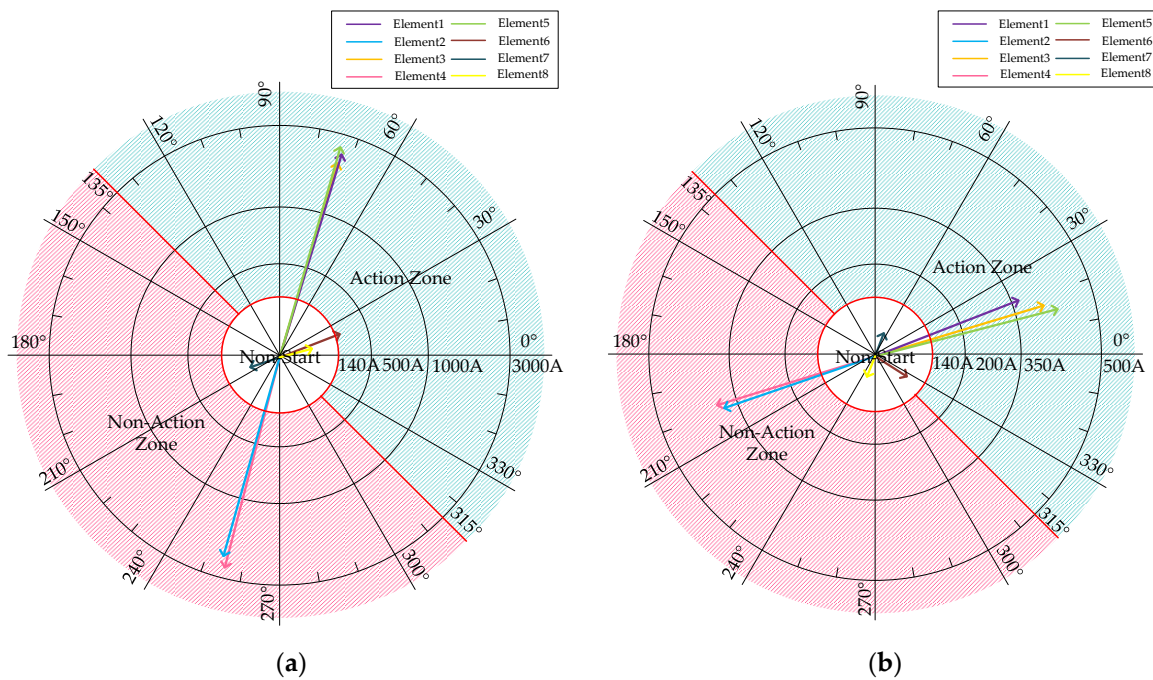 Element1
Element5
Element2
Element6
Element3
Element7
Element4
Element8
90°
120°
60°
135°
150°
30°
Action Zone
180°
0°
Non-Start
140A
500A
1000A
3000A
Non-Action
Zone
210°
330°
315°
240°
300°
270°
(a)
Element1
Element5
Element2
Element6
Element3
Element7
Element4
Element8
90°
120°
60°
135°
150°
30°
Action Zone
180°
0°
Non-Start
140A
200A
350A
500A
Non-Action
Zone
210°
330°
315°
240°
300°
270°
(b)